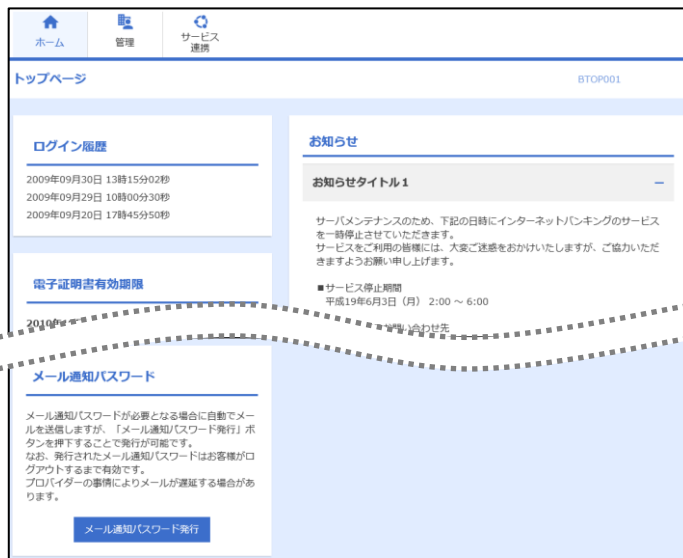 ホーム
管理
サービス
連携
トップページ
BTOP001
ログイン履歴
2009年09月30日 13時15分02秒
2009年09月29日 10時00分30秒
2009年09月20日 17時45分50秒
電子証明書有効期限
2010年
メール通知パスワード
メール通知パスワードが必要となる場合に自動でメー
ルを送信しますが、「メール通知パスワード発行」ボ
タンを押下することで発行が可能です。
なお、発行されたメール通知パスワードはお客様がロ
グアウトするまで有効です。
プロバイダーの事情によりメールが遅延する場合があ
ります。
メール通知パスワード発行
お知らせ
お知らせタイトル1
サーバメンテナンスのため、下記の日時にインターネットバンキングのサービス
を一時停止させていただきます。
サービスをご利用の皆様には、大変ご迷惑をおかけいたしますが、ご協力いただ
きますようお願い申し上げます。
■サービス停止期間
平成19年6月3日（月） 2:00 ～ 6:00
お問い合わせ先